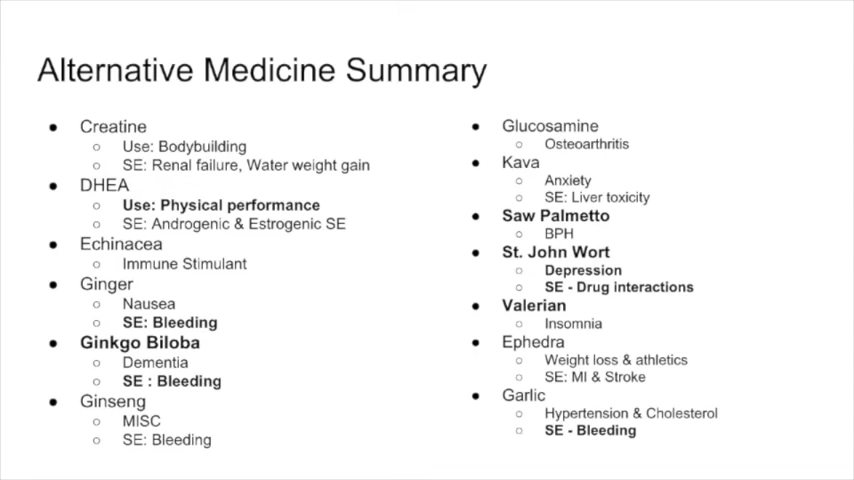 Alternative Medicine Summary
● Creatine
○ Use: Bodybuilding
○ SE: Renal failure, Water weight gain
● DHEA
○ Use: Physical performance
○ SE: Androgenic & Estrogenic SE
● Echinacea
○ Immune Stimulant
● Ginger
○ Nausea
○ SE: Bleeding
● Ginkgo Biloba
○ Dementia
○ SE : Bleeding
● Ginseng
○ MISC
○ SE: Bleeding
● Glucosamine
○ Osteoarthritis
● Kava
○ Anxiety
○ SE: Liver toxicity
● Saw Palmetto
○ BPH
● St. John Wort
○ Depression
○ SE - Drug interactions
● Valerian
○ Insomnia
● Ephedra
○ Weight loss & athletics
○ SE: MI & Stroke
● Garlic
○ Hypertension & Cholesterol
○ SE - Bleeding